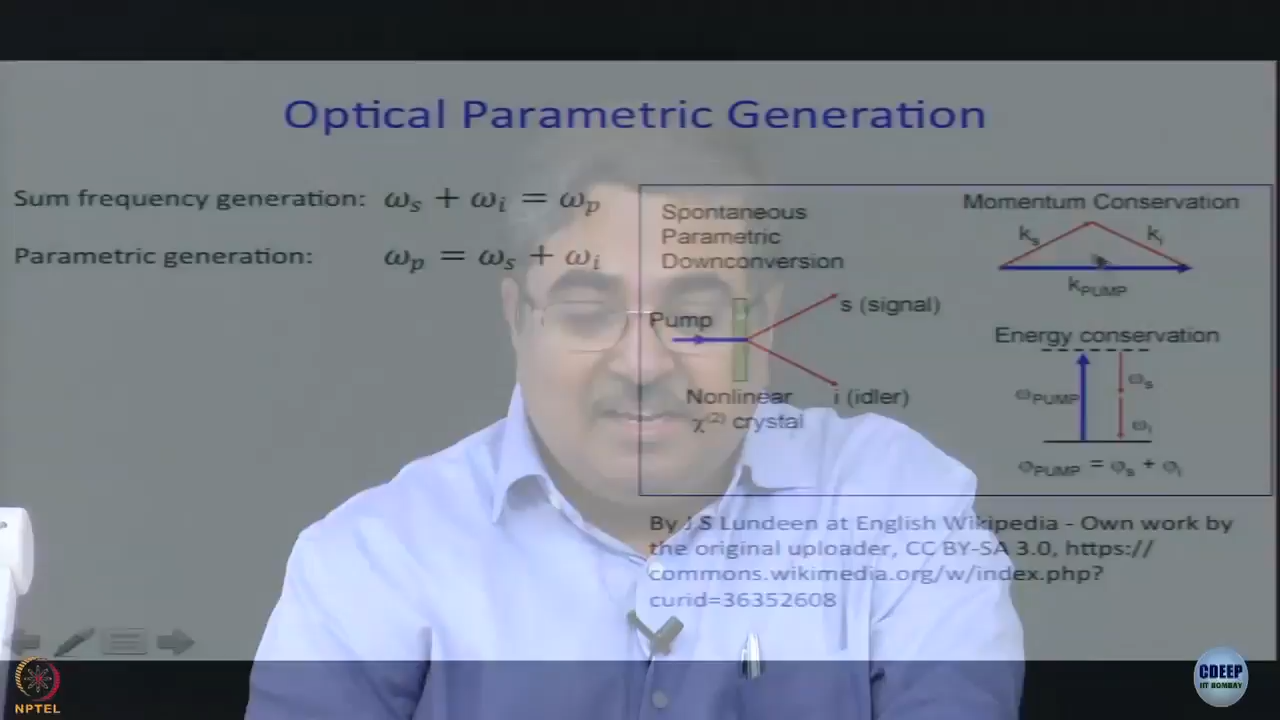 Optical Parametric Generation
Sum frequency generation: ωₛ + ωᵢ = ωₚ
Parametric generation: ωₚ = ωₛ + ωᵢ
Spontaneous
Parametric
Downconversion
Pump
s (signal)
i (idler)
Nonlinear
χ⁽²⁾ crystal
Momentum Conservation
kₛ
kᵢ
k_PUMP
Energy conservation
ω_PUMP
ωₛ
ωᵢ
ω_PUMP = ωₛ + ωᵢ
By J S Lundeen at English Wikipedia - Own work by
the original uploader, CC BY-SA 3.0, https://
commons.wikimedia.org/w/index.php?
curid=36352608
NPTEL
CDEEP
IIT BOMBAY